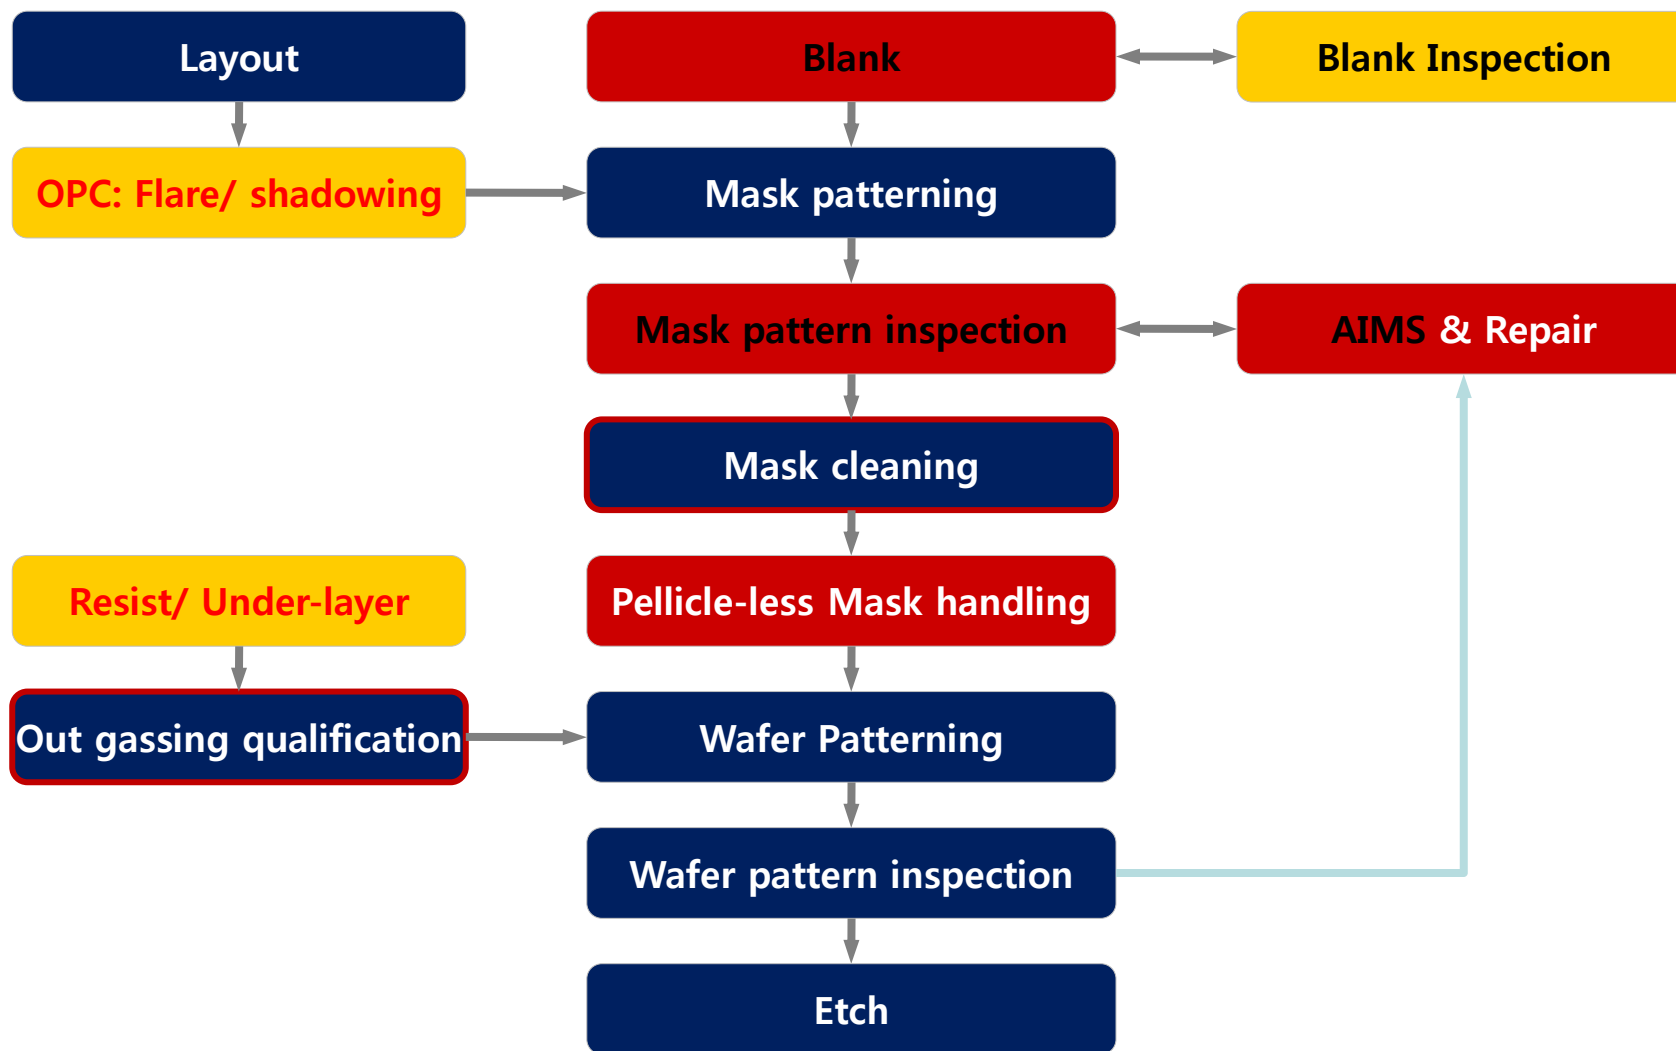 Layout
Blank
Blank Inspection
OPC: Flare/ shadowing
Mask patterning
Mask pattern inspection
AIMS & Repair
Mask cleaning
Resist/ Under-layer
Pellicle-less Mask handling
Out gassing qualification
Wafer Patterning
Wafer pattern inspection
Etch